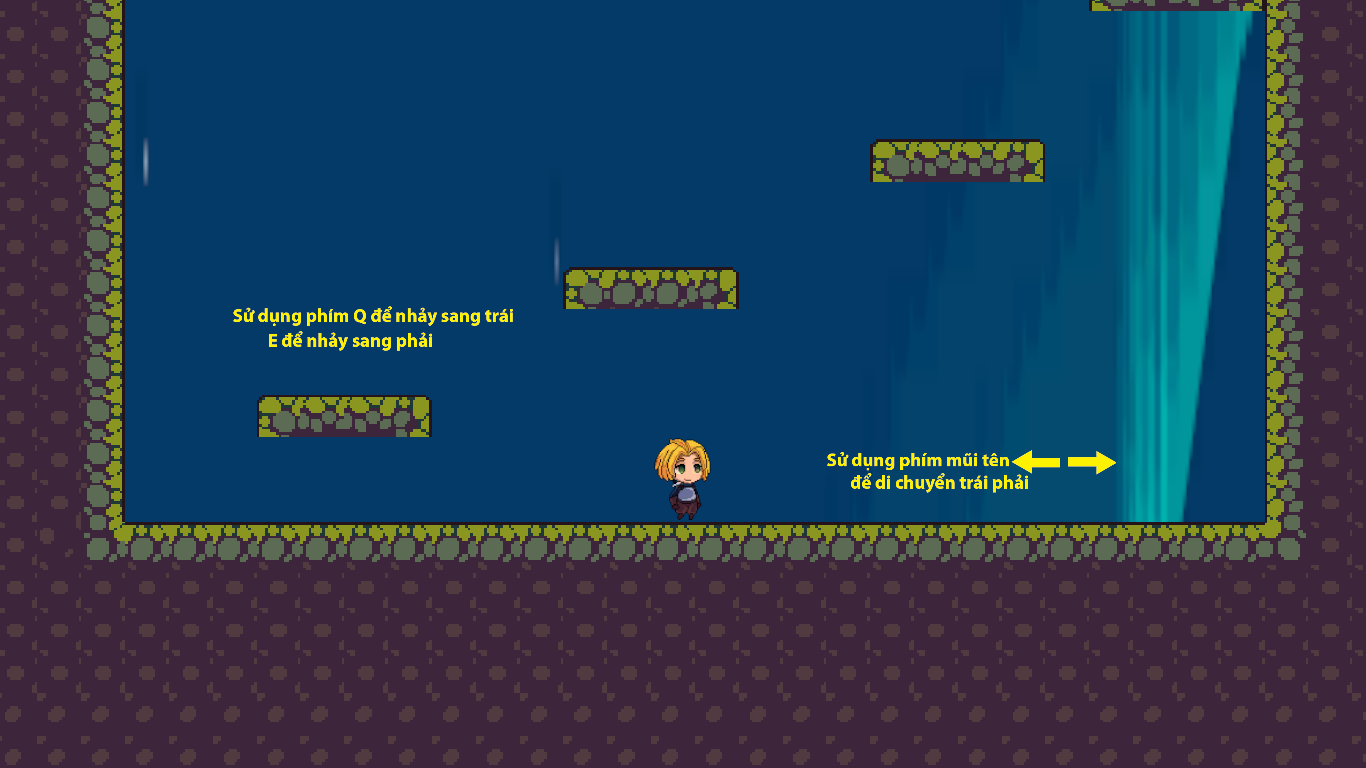 Sử dụng phím Q để nhảy sang trái
E để nhảy sang phải
Sử dụng phím mũi tên
để di chuyển trái phải